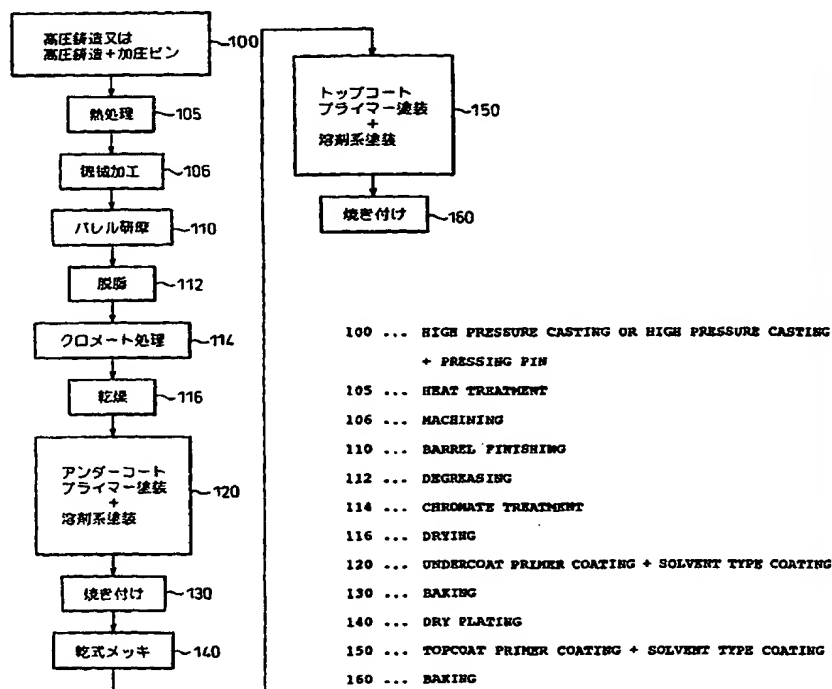 高圧鋳造又は
高圧鋳造+加圧ピン
100
熱処理
105
機械加工
106
バレル研摩
110
脱脂
112
クロメート処理
114
乾燥
116
アンダーコート
プライマー塗装
+
溶剤系塗装
120
焼き付け
130
乾式メッキ
140
トップコート
プライマー塗装
+
溶剤系塗装
150
焼き付け
160
100 ... HIGH PRESSURE CASTING OR HIGH PRESSURE CASTING
+ PRESSING PIN
105 ... HEAT TREATMENT
106 ... MACHINING
110 ... BARREL FINISHING
112 ... DEGREASING
114 ... CHROMATE TREATMENT
116 ... DRYING
120 ... UNDERCOAT PRIMER COATING + SOLVENT TYPE COATING
130 ... BAKING
140 ... DRY PLATING
150 ... TOPCOAT PRIMER COATING + SOLVENT TYPE COATING
160 ... BAKING